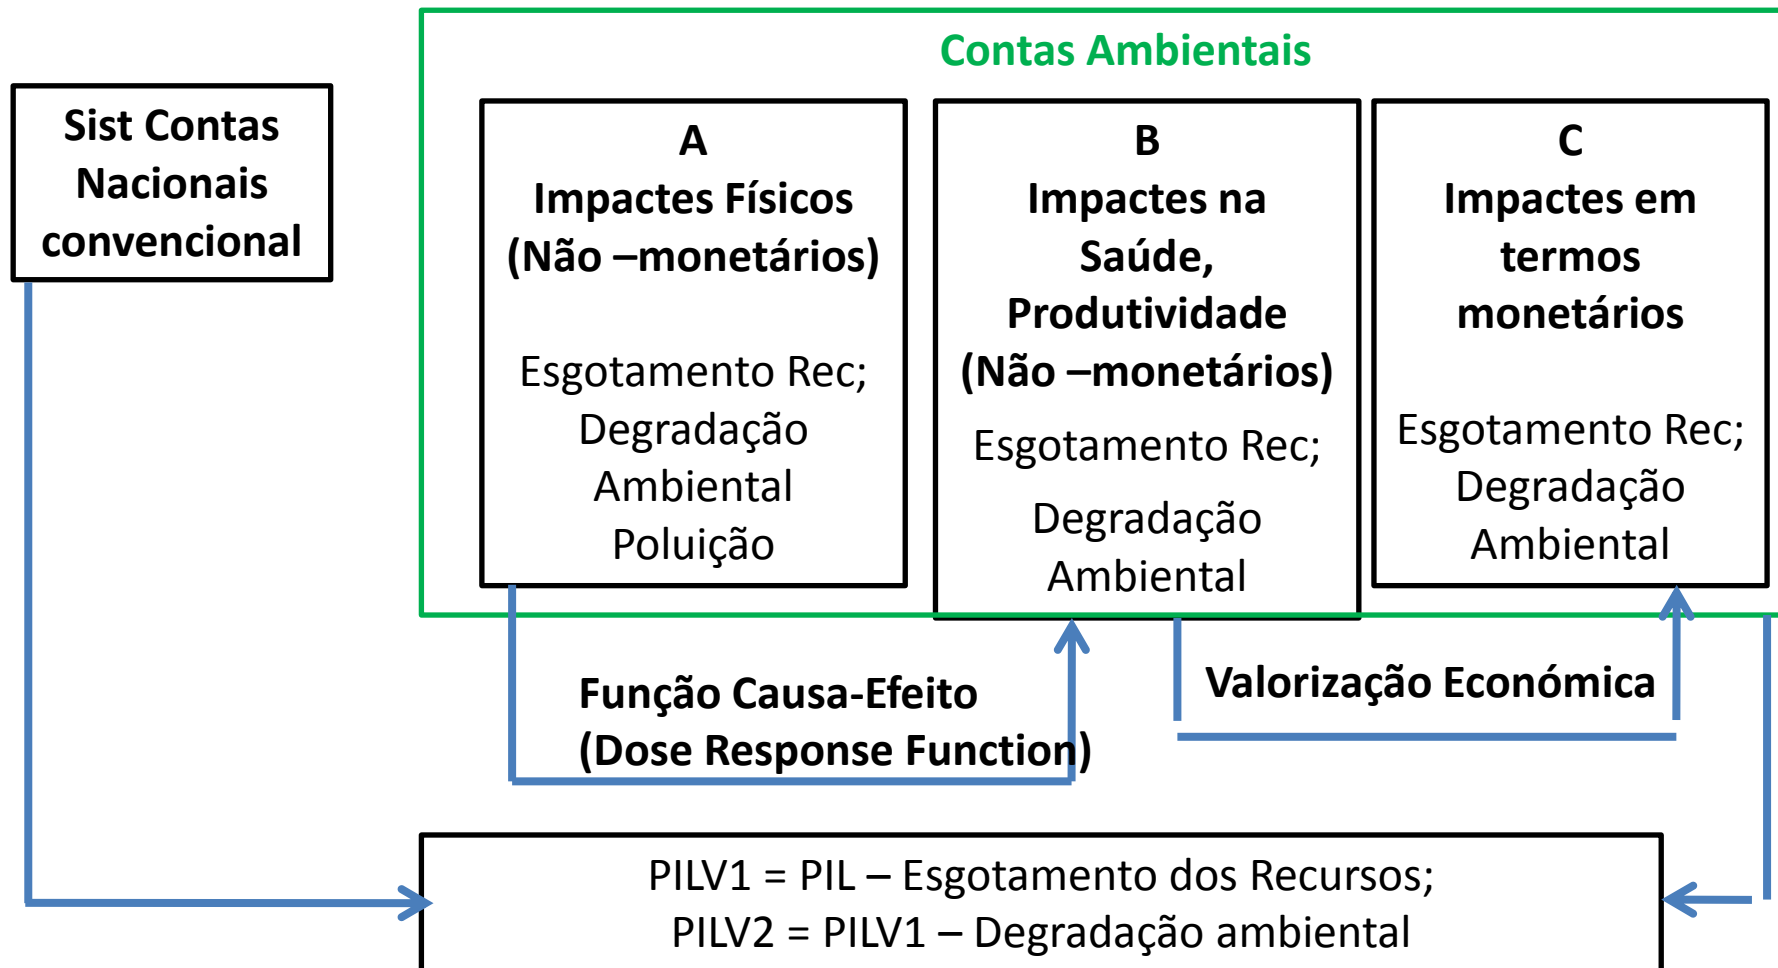 Contas Ambientais
Sist Contas
Nacionais
convencional
A
Impactes Físicos
(Não –monetários)
Esgotamento Rec;
Degradação
Ambiental
Poluição
B
Impactes na
Saúde,
Produtividade
(Não –monetários)
Esgotamento Rec;
Degradação
Ambiental
C
Impactes em
termos
monetários
Esgotamento Rec;
Degradação
Ambiental
Função Causa-Efeito
(Dose Response Function)
Valorização Económica
PILV1 = PIL – Esgotamento dos Recursos;
PILV2 = PILV1 – Degradação ambiental